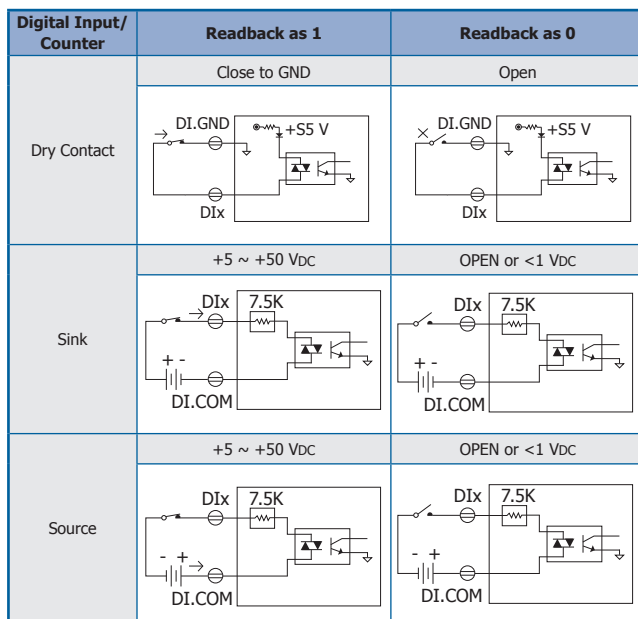 Digital Input/
Counter
Readback as 1
Readback as 0
Dry Contact
Close to GND
Open
DI.GND
+S5 V
DIx
DI.GND
+S5 V
DIx
Sink
+5 ~ +50 VDC
OPEN or <1 VDC
DIx
7.5K
+ -
DI.COM
DIx
7.5K
+ -
DI.COM
Source
+5 ~ +50 VDC
OPEN or <1 VDC
DIx
7.5K
- +
DI.COM
DIx
7.5K
- +
DI.COM